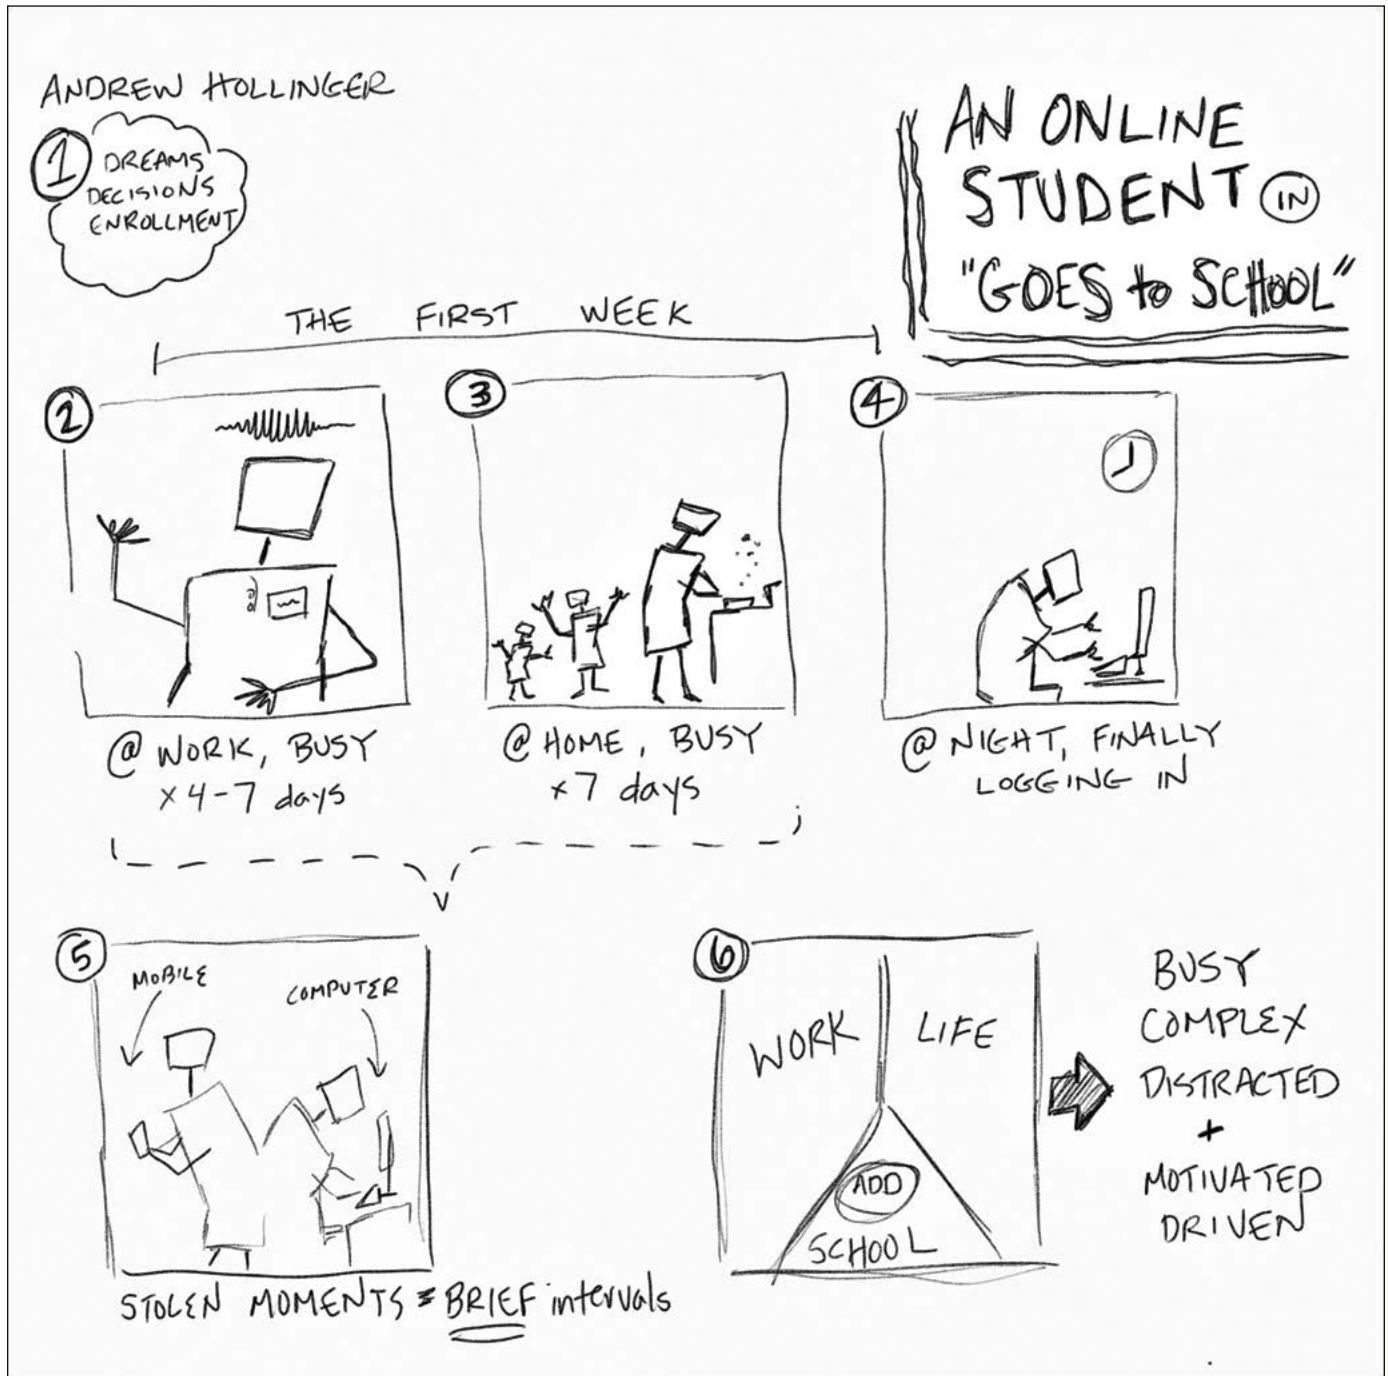 ANDREW HOLLINGER
1
DREAMS
DECISIONS
ENROLLMENT
AN ONLINE
STUDENT IN
"GOES to SCHOOL"
THE FIRST WEEK
2
@ WORK, BUSY
x 4-7 days
3
@ HOME, BUSY
x 7 days
4
@ NIGHT, FINALLY
LOGGING IN
5
MOBILE
COMPUTER
STOLEN MOMENTS = BRIEF intervals
6
WORK
LIFE
ADD
SCHOOL
BUSY
COMPLEX
DISTRACTED
+
MOTIVATED
DRIVEN